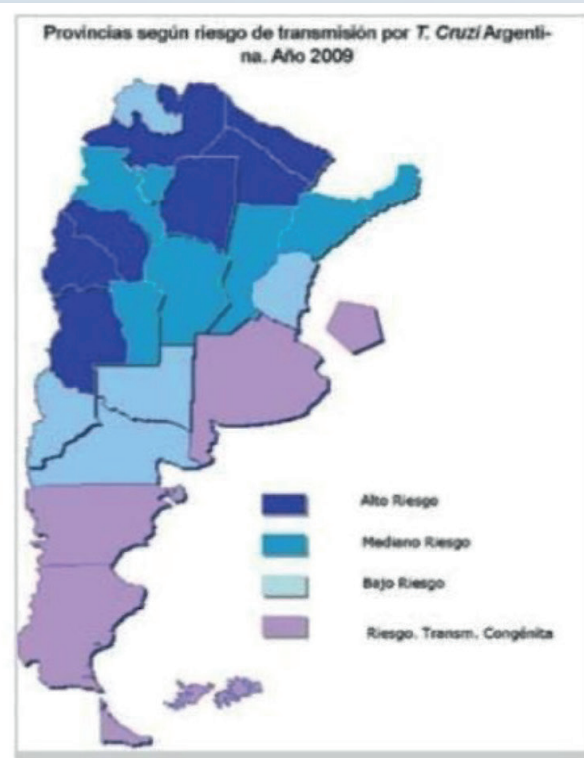 Provincias según riesgo de transmisión por T. Cruzi Argenti-
na. Año 2009
Alto Riesgo
Mediano Riesgo
Bajo Riesgo
Riesgo. Transm. Congénita